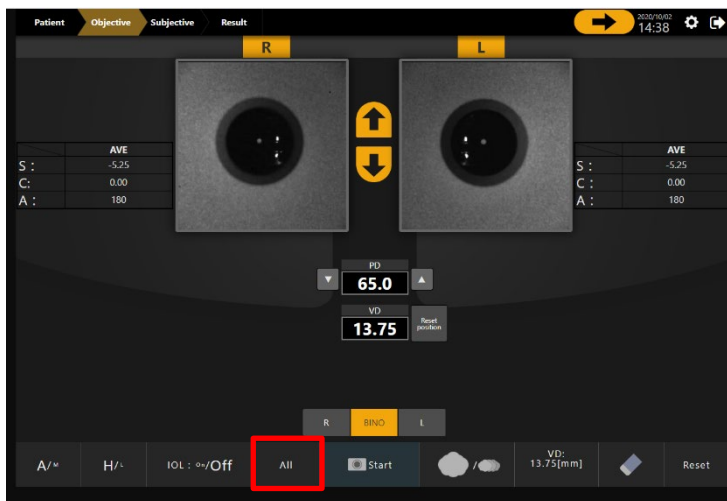 Patient Objective Subjective Result 2020/10/02 14:38
R L
AVE AVE
S : -5.25 S : -5.25
C: 0.00 C : 0.00
A : 180 A : 180
PD
65.0
VD
13.75 Reset position
R BINO L
A/M H/L IOL : On/Off All Start / VD: 13.75[mm] Reset